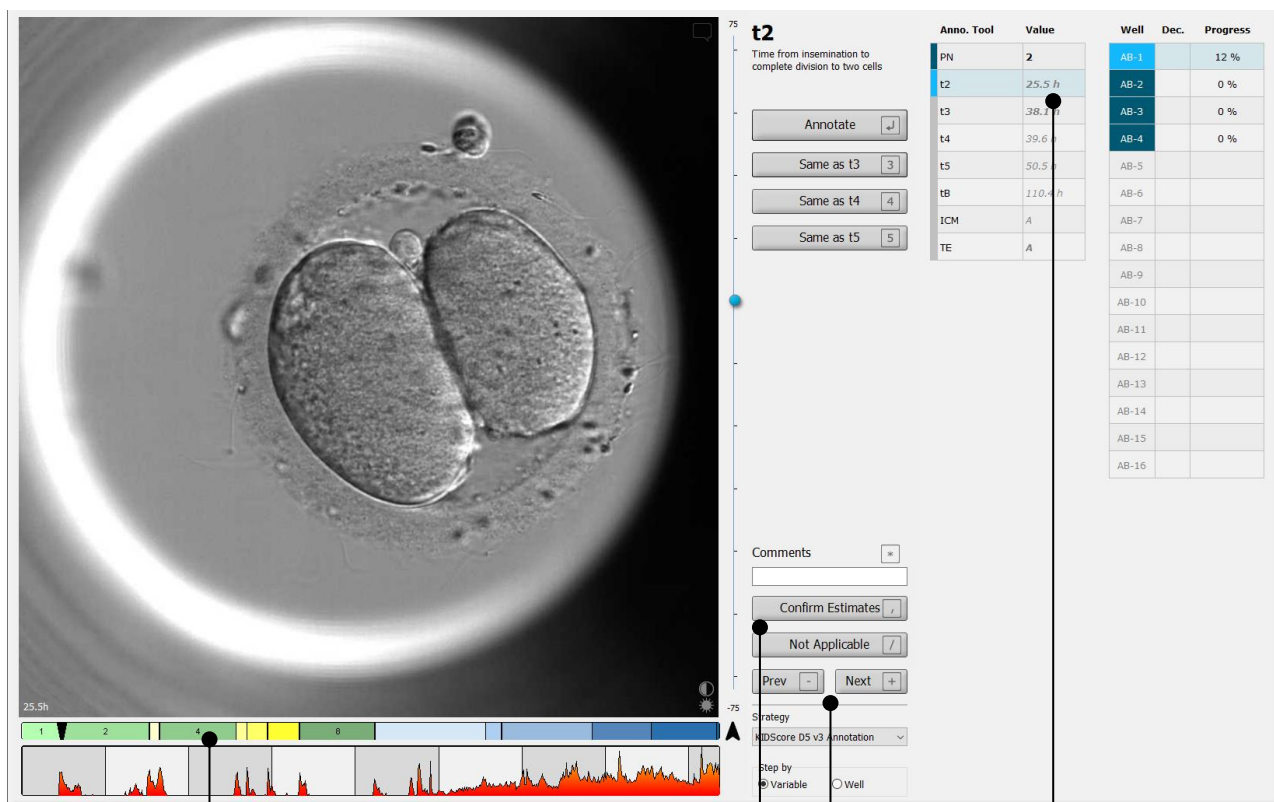 75
t2
Time from insemination to
complete division to two cells
Annotate ↲
Same as t3 3
Same as t4 4
Same as t5 5
Comments *
Confirm Estimates ,
Not Applicable /
Prev -
Next +
-75
Strategy
KIDScore D5 v3 Annotation
Step by
Variable
Well
Anno. Tool Value
PN 2
t2 25.5 h
t3 38.1 h
t4 39.6 h
t5 50.5 h
tB 110.4 h
ICM A
TE A
Well Dec. Progress
AB-1 12 %
AB-2 0 %
AB-3 0 %
AB-4 0 %
AB-5
AB-6
AB-7
AB-8
AB-9
AB-10
AB-11
AB-12
AB-13
AB-14
AB-15
AB-16
25.5h
1 2 4 8